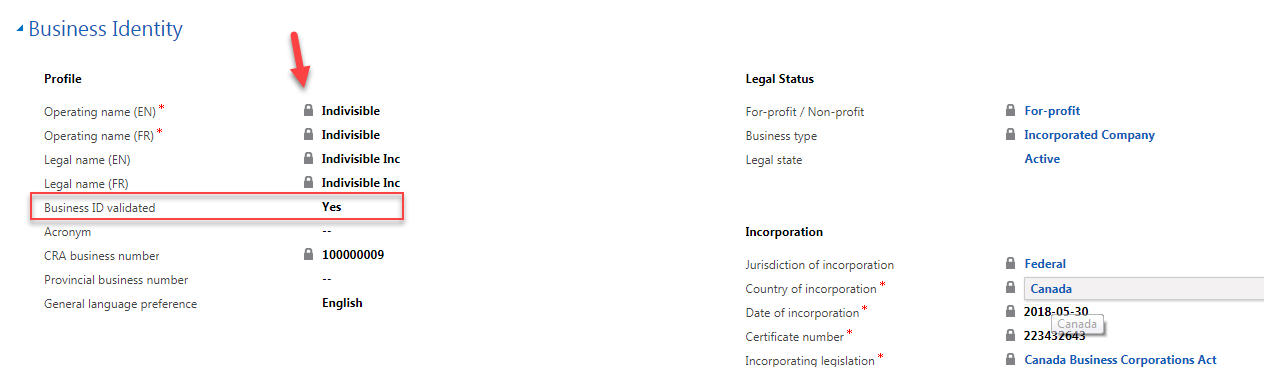 Business Identity
Profile
Operating name (EN) * Indivisible
Operating name (FR) * Indivisible
Legal name (EN) Indivisible Inc
Legal name (FR) Indivisible Inc
Business ID validated Yes
Acronym --
CRA business number 100000009
Provincial business number --
General language preference English
Legal Status
For-profit / Non-profit For-profit
Business type Incorporated Company
Legal state Active
Incorporation
Jurisdiction of incorporation Federal
Country of incorporation * Canada
Date of incorporation * 2018-05-30
Canada
Certificate number * 223432643
Incorporating legislation * Canada Business Corporations Act